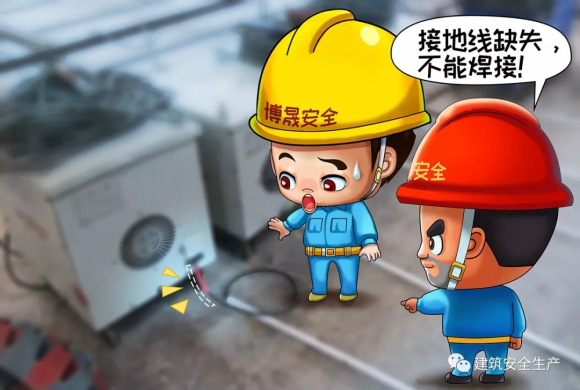 接地线缺失，
不能焊接!
博晟安全
安全
建筑安全生产